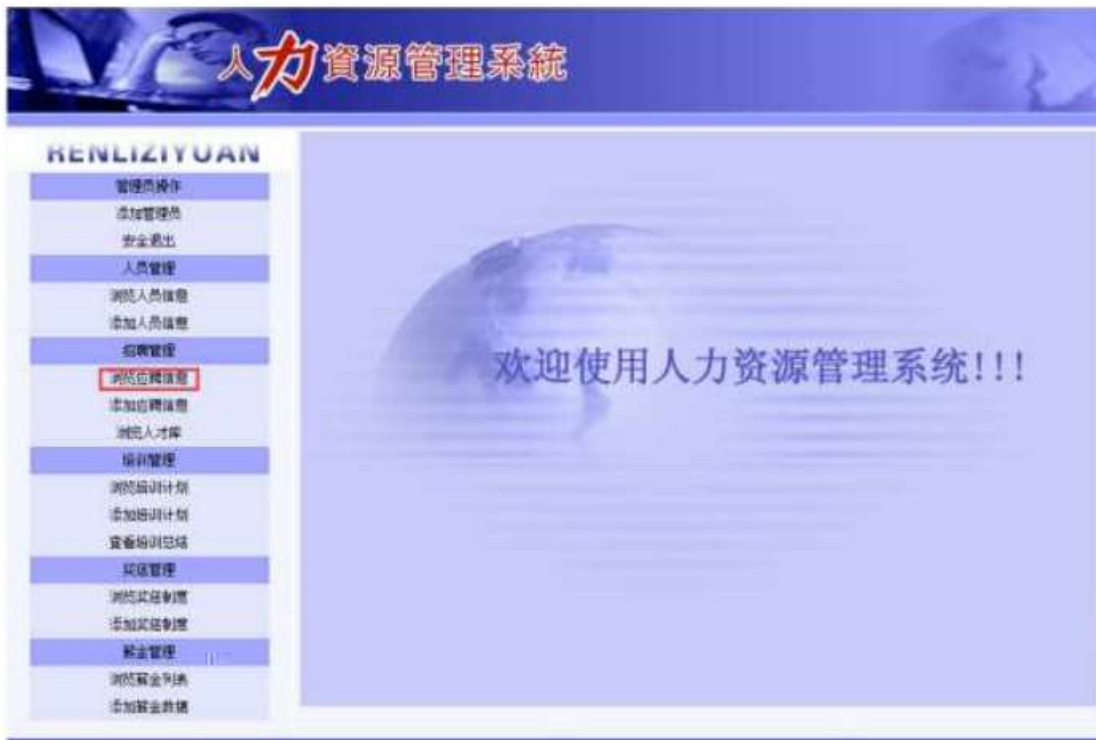 人力資源管理系統
RENLIZIYUAN
管理员操作
添加管理员
安全退出
人员管理
浏览人员信息
添加人员信息
招聘管理
浏览应聘信息
添加应聘信息
浏览人才库
培训管理
浏览培训计划
添加培训计划
查看培训总结
奖惩管理
浏览奖惩制度
添加奖惩制度
薪金管理
浏览薪金列表
添加薪金数据
欢迎使用人力资源管理系统!!!